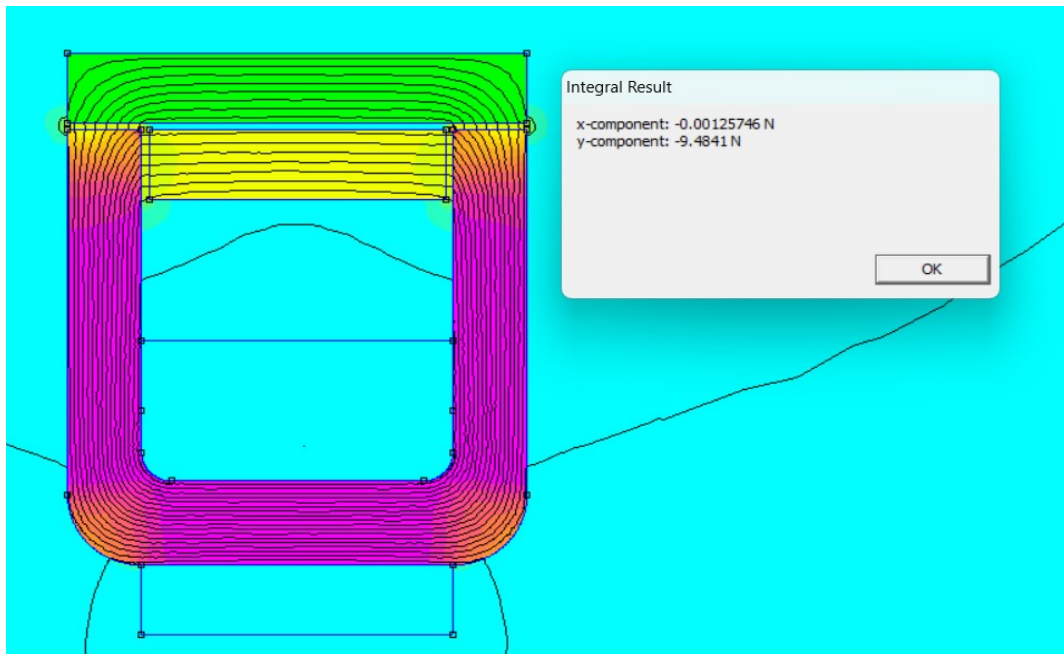 Integral Result
x-component: -0.00125746 N
y-component: -9.4841 N
OK